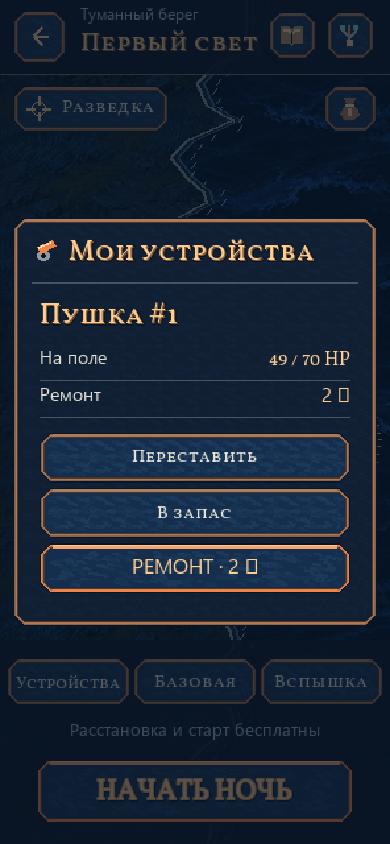 Туманный берег
Первый свет
Разведка
Мои устройства
Пушка #1
На поле 49 / 70 HP
Ремонт 2
Переставить
В запас
РЕМОНТ · 2
Устройства Базовая Вспышка
Расстановка и старт бесплатны
НАЧАТЬ НОЧЬ